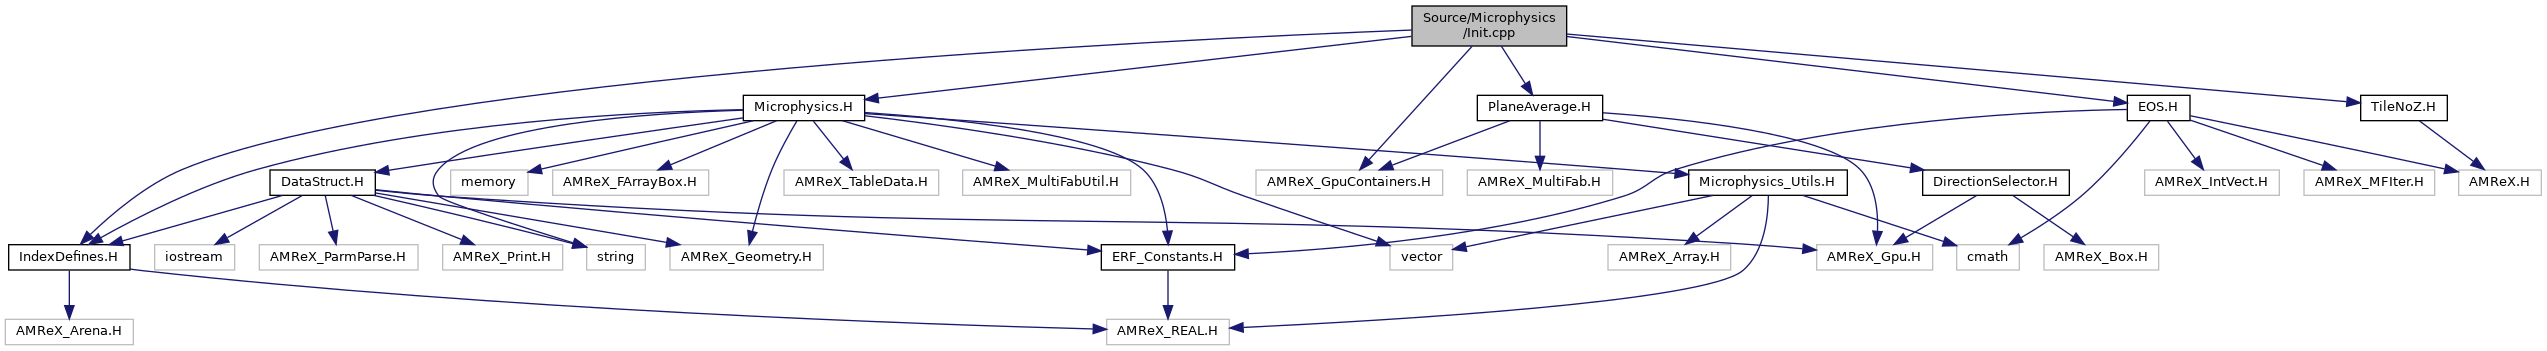 Source/Microphysics
/Init.cpp
Microphysics.H
PlaneAverage.H
EOS.H
TileNoZ.H
DataStruct.H
memory
AMReX_FArrayBox.H
AMReX_TableData.H
AMReX_MultiFabUtil.H
AMReX_GpuContainers.H
AMReX_MultiFab.H
Microphysics_Utils.H
DirectionSelector.H
AMReX_IntVect.H
AMReX_MFIter.H
AMReX.H
IndexDefines.H
iostream
AMReX_ParmParse.H
AMReX_Print.H
string
AMReX_Geometry.H
ERF_Constants.H
vector
AMReX_Array.H
AMReX_Gpu.H
cmath
AMReX_Box.H
AMReX_Arena.H
AMReX_REAL.H